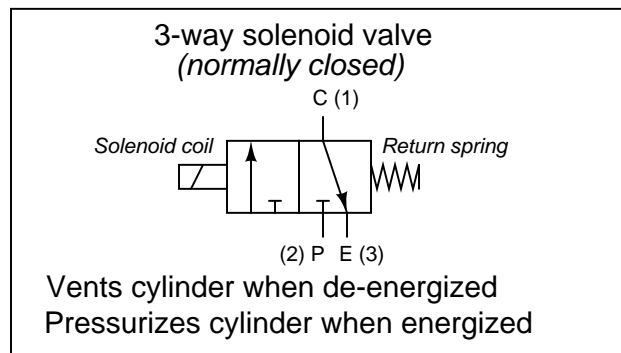 3-way solenoid valve
(normally closed)
C (1)
Solenoid coil
Return spring
(2) P E (3)
Vents cylinder when de-energized
Pressurizes cylinder when energized